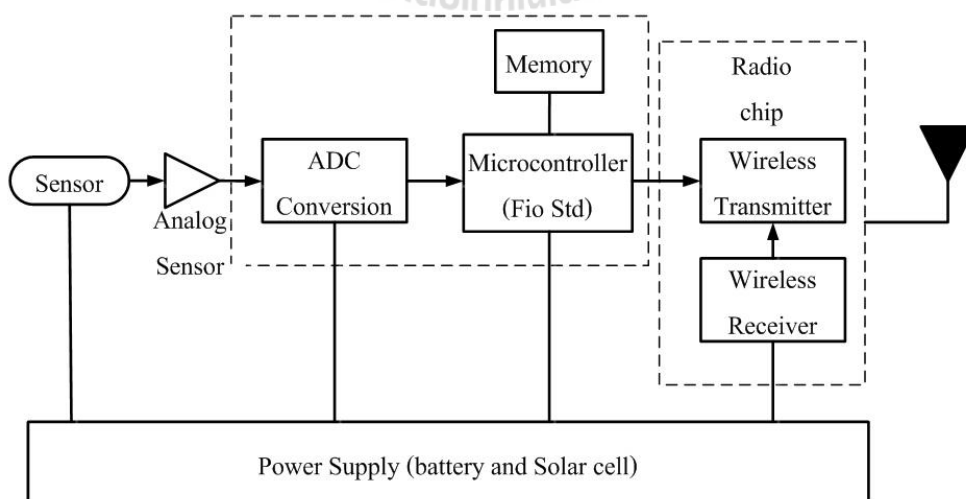 Memory
Radio
chip
Sensor
Analog
Sensor
ADC
Conversion
Microcontroller
(Fio Std)
Wireless
Transmitter
Wireless
Receiver
Power Supply (battery and Solar cell)